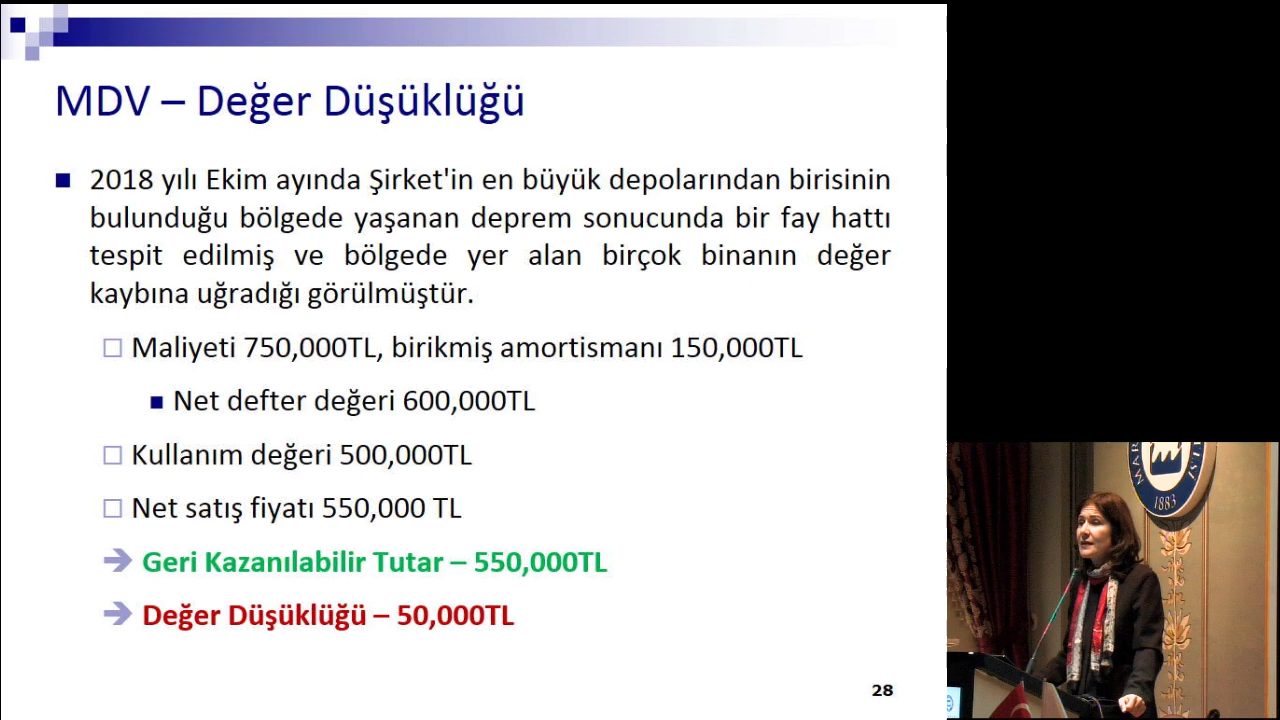 MDV – Değer Düşüklüğü
2018 yılı Ekim ayında Şirket'in en büyük depolarından birisinin
bulunduğu bölgede yaşanan deprem sonucunda bir fay hattı
tespit edilmiş ve bölgede yer alan birçok binanın değer
kaybına uğradığı görülmüştür.
Maliyeti 750,000TL, birikmiş amortismanı 150,000TL
Net defter değeri 600,000TL
Kullanım değeri 500,000TL
Net satış fiyatı 550,000 TL
Geri Kazanılabilir Tutar – 550,000TL
Değer Düşüklüğü – 50,000TL
28
1883